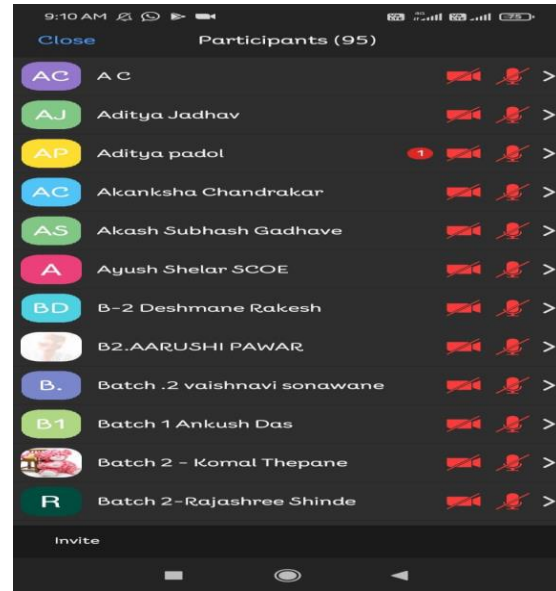 9:10 AM
75
Close Participants (95)
AC A C
AJ Aditya Jadhav
AP Aditya padol 1
AC Akanksha Chandrakar
AS Akash Subhash Gadhave
A Ayush Shelar SCOE
BD B-2 Deshmane Rakesh
B2.AARUSHI PAWAR
B. Batch .2 vaishnavi sonawane
B1 Batch 1 Ankush Das
Batch 2 - Komal Thepane
R Batch 2-Rajashree Shinde
Invite